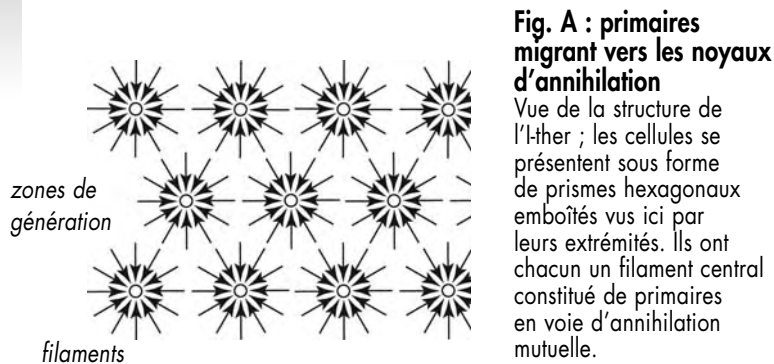 Fig. A : primaires
migrant vers les noyaux
d’annihilation
Vue de la structure de
l’I-ther ; les cellules se
présentent sous forme
de prismes hexagonaux
emboîtés vus ici par
leurs extrémités. Ils ont
chacun un filament central
constitué de primaires
en voie d’annihilation
mutuelle.
zones de
génération
filaments